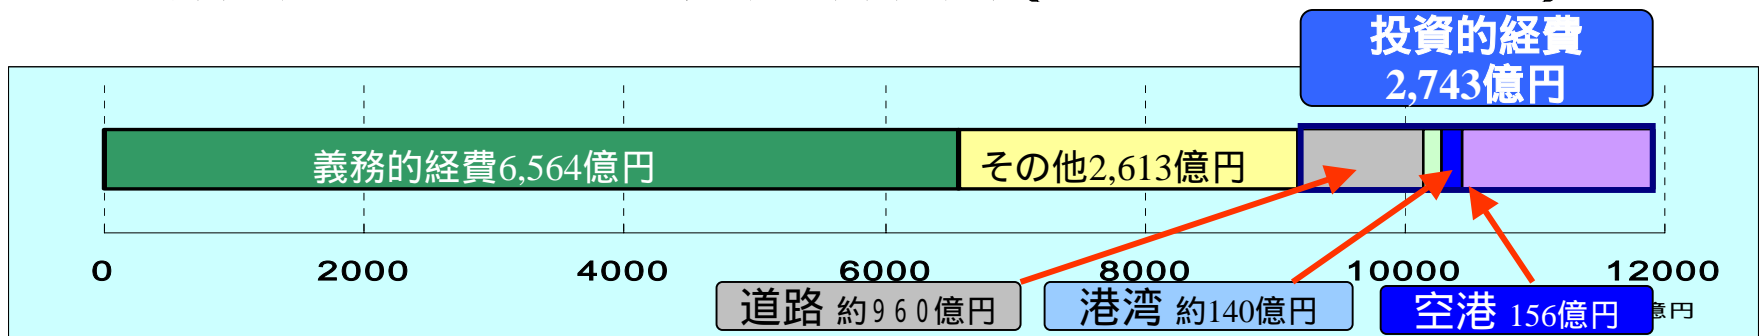 投資的経費
2,743億円
義務的経費6,564億円
その他2,613億円
0 2000 4000 6000 8000 10000 12000
道路 約９６０億円
港湾 約140億円
空港 156億円
億円